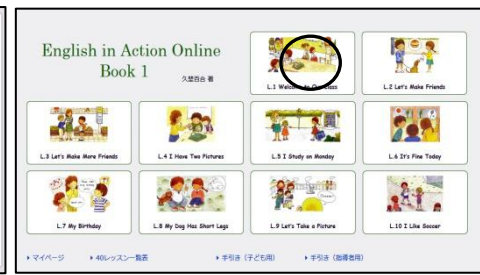 English in Action Online
Book 1
久埜百合 著
L.1 Welcome to Our Class
L.2 Let's Make Friends
L.3 Let's Make More Friends
L.4 I Have Two Pictures
L.5 I Study on Monday
L.6 It's Fine Today
L.7 My Birthday
L.8 My Dog Has Short Legs
L.9 Let's Take a Picture
L.10 I Like Soccer
マイページ
40レッスン一覧表
手引き（子ども用）
手引き（指導者用）